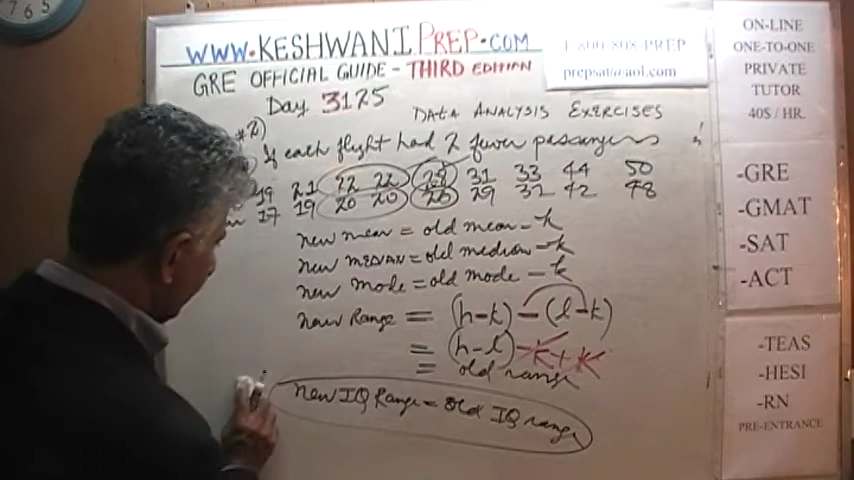 7 6 5
WWW.KESHWANIPREP.COM
GRE OFFICIAL GUIDE - THIRD EDITION
1-800-808-PREP
prepsat@aol.com
Day 3125
DATA ANALYSIS EXERCISES
#2)
If each flight had 2 fewer passengers
19 21 22 22 28 31 33 44 50
17 19 20 20 26 29 31 42 48
new mean = old mean - k
new MEDIAN = old median - k
new mode = old mode - k
new Range = (h-k) - (l-k)
= (h-l) - k + k
= old range
new IQ Range = old IQ range
ON-LINE
ONE-TO-ONE
PRIVATE
TUTOR
40$ / HR.
-GRE
-GMAT
-SAT
-ACT
-TEAS
-HESI
-RN
PRE-ENTRANCE